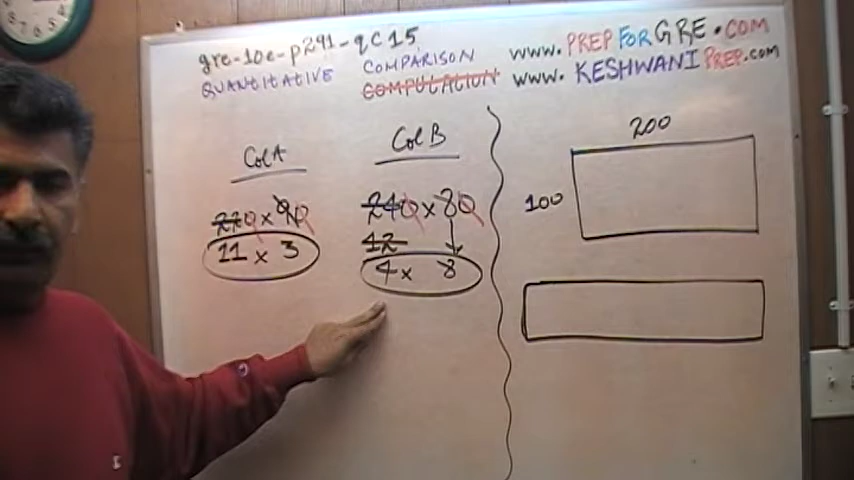 gre-10e-p291-qc15
QUANTITATIVE COMPARISON
COMPUTATION
www.PREPFORGRE.COM
www.KESHWANIPREP.com
Col A
220 x 90
11 x 3
Col B
240 x 80
12
4 x 8
200
100